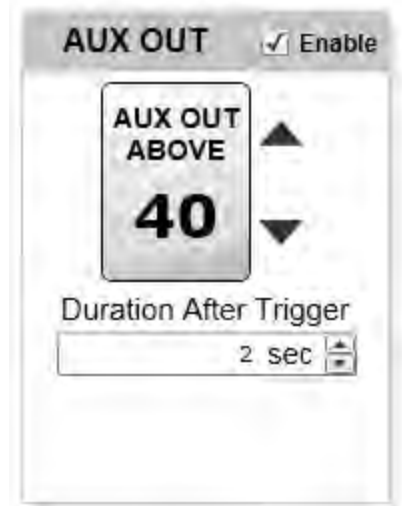 AUX OUT Enable
AUX OUT
ABOVE
40
Duration After Trigger
2 sec